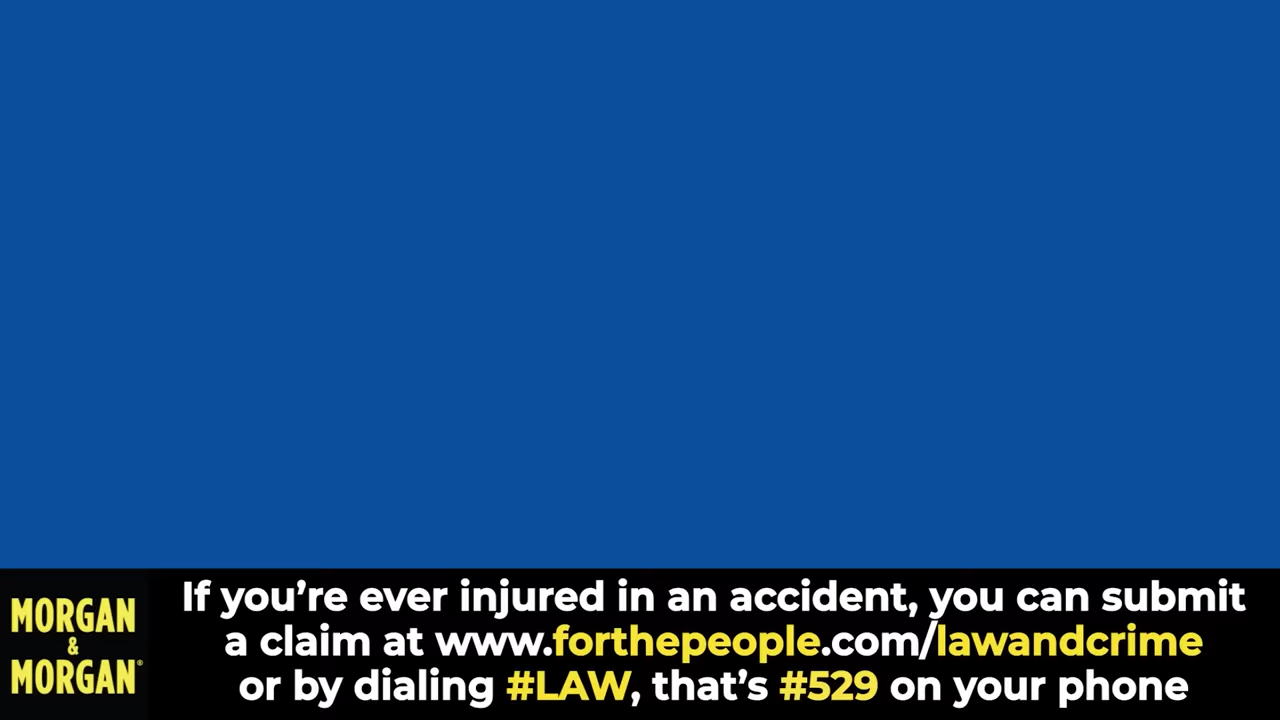 MORGAN
&
MORGAN®
If you’re ever injured in an accident, you can submit
a claim at www.forthepeople.com/lawandcrime
or by dialing #LAW, that’s #529 on your phone